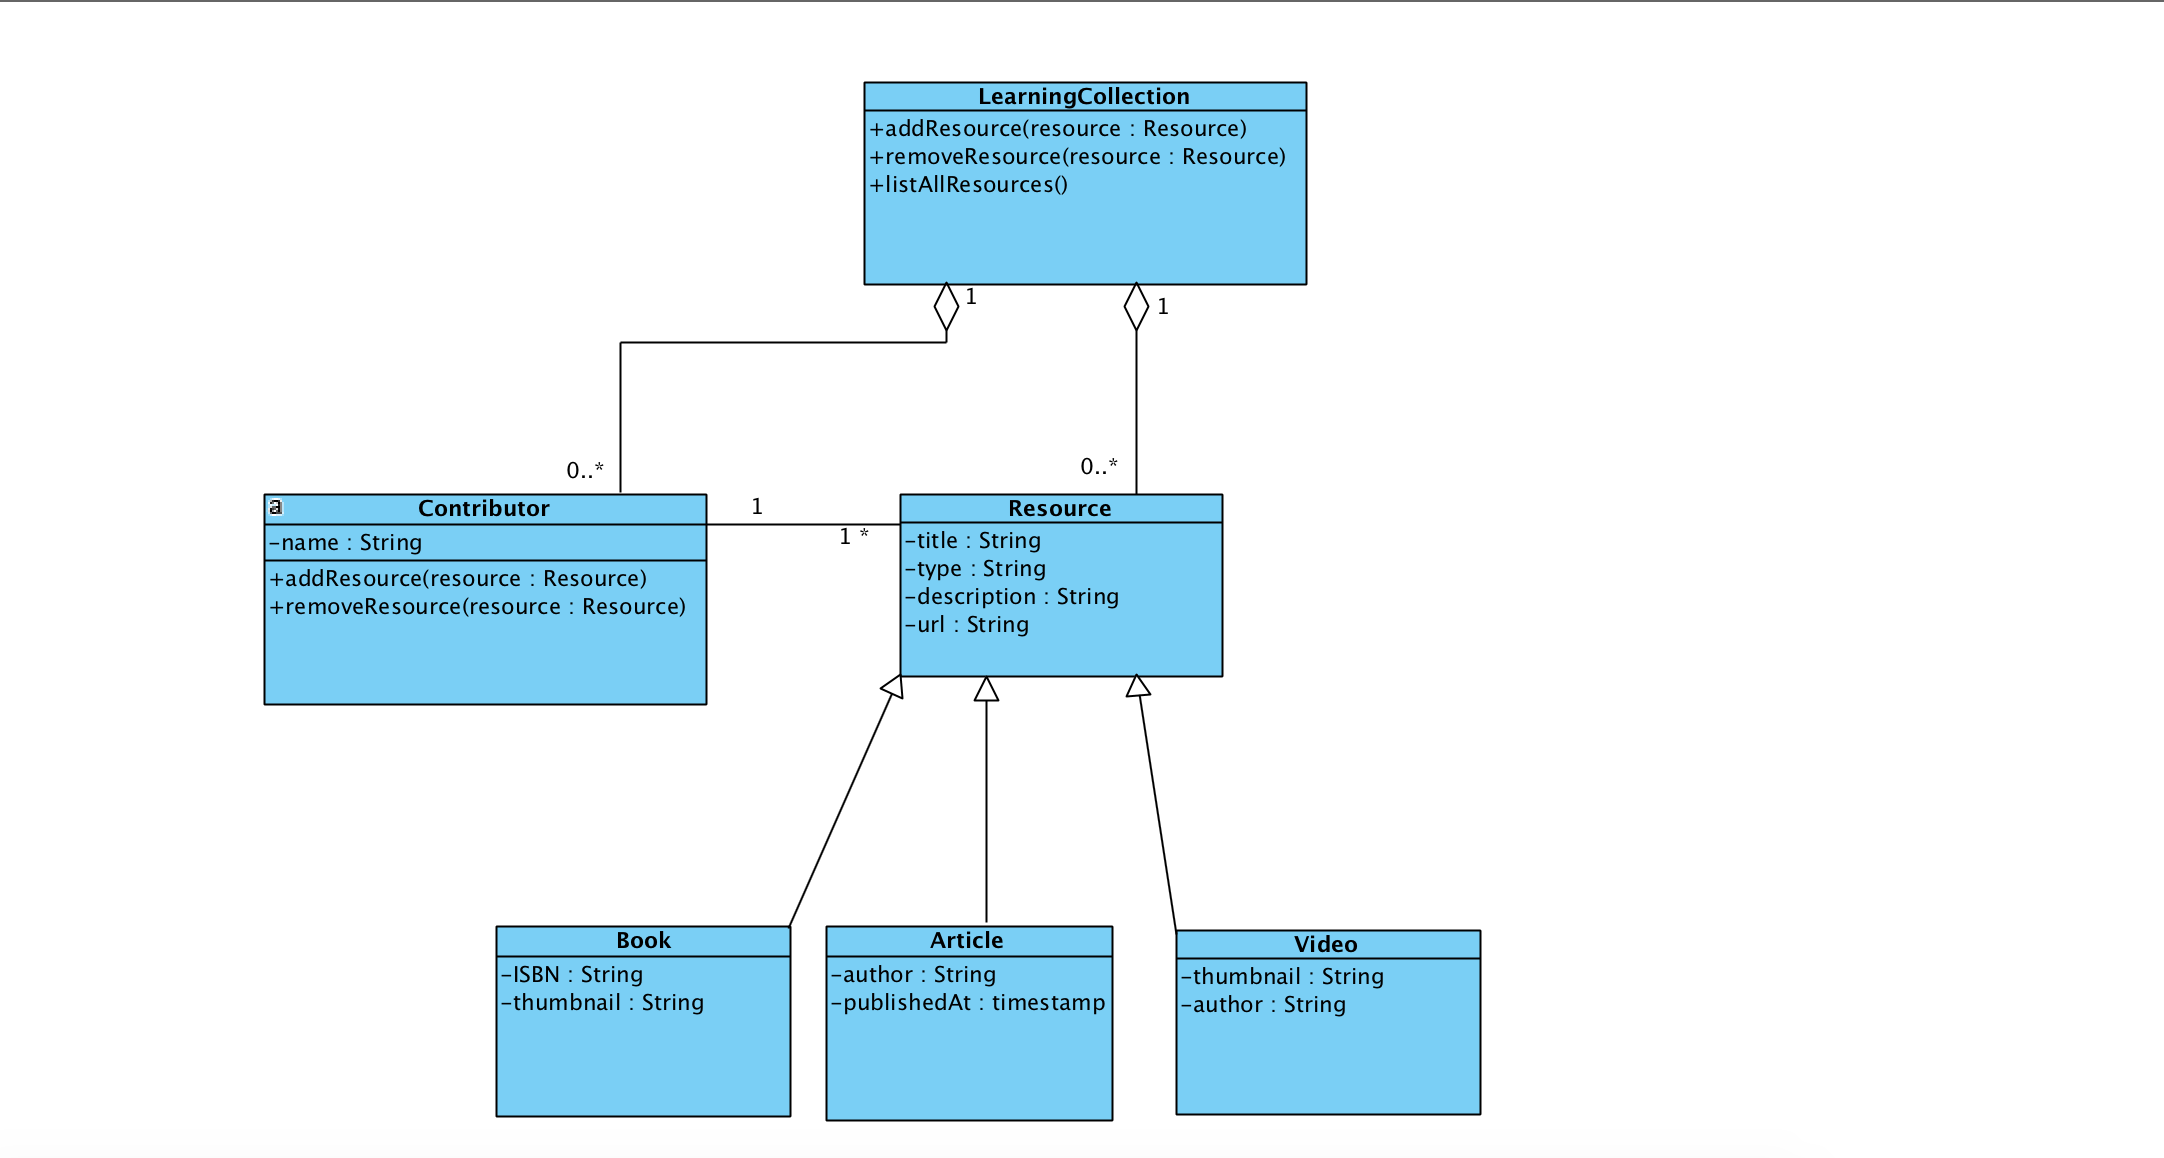 LearningCollection
+addResource(resource : Resource)
+removeResource(resource : Resource)
+listAllResources()
1
1
0..*
0..*
a
Contributor
-name : String
+addResource(resource : Resource)
+removeResource(resource : Resource)
1
1 *
Resource
-title : String
-type : String
-description : String
-url : String
Book
-ISBN : String
-thumbnail : String
Article
-author : String
-publishedAt : timestamp
Video
-thumbnail : String
-author : String